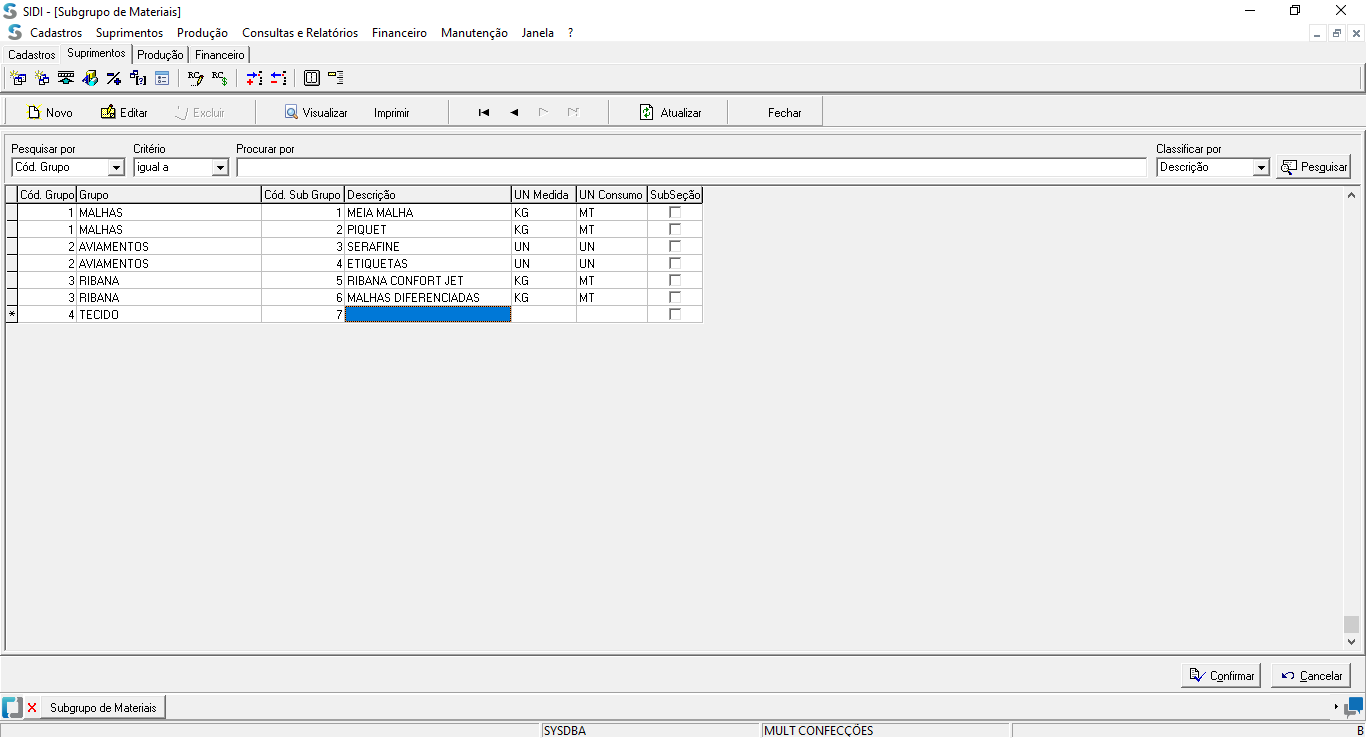 SIDI - [Subgrupo de Materiais]
Cadastros Suprimentos Produção Consultas e Relatórios Financeiro Manutenção Janela ?
Cadastros Suprimentos Produção Financeiro
Novo Editar Excluir Visualizar Imprimir Atualizar Fechar
Pesquisar por Critério Procurar por Classificar por
Cód. Grupo igual a Descrição Pesquisar
Cód. Grupo Grupo Cód. Sub Grupo Descrição UN Medida UN Consumo SubSeção
1 MALHAS 1 MEIA MALHA KG MT
1 MALHAS 2 PIQUET KG MT
2 AVIAMENTOS 3 SERAFINE UN UN
2 AVIAMENTOS 4 ETIQUETAS UN UN
3 RIBANA 5 RIBANA CONFORT JET KG MT
3 RIBANA 6 MALHAS DIFERENCIADAS KG MT
* 4 TECIDO 7
Confirmar Cancelar
Subgrupo de Materiais
SYSDBA MULT CONFECÇÕES B